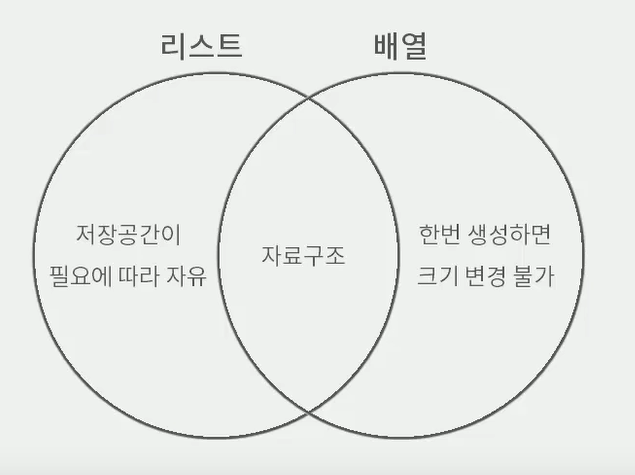 리스트
배열
저장공간이
필요에 따라 자유
자료구조
한번 생성하면
크기 변경 불가